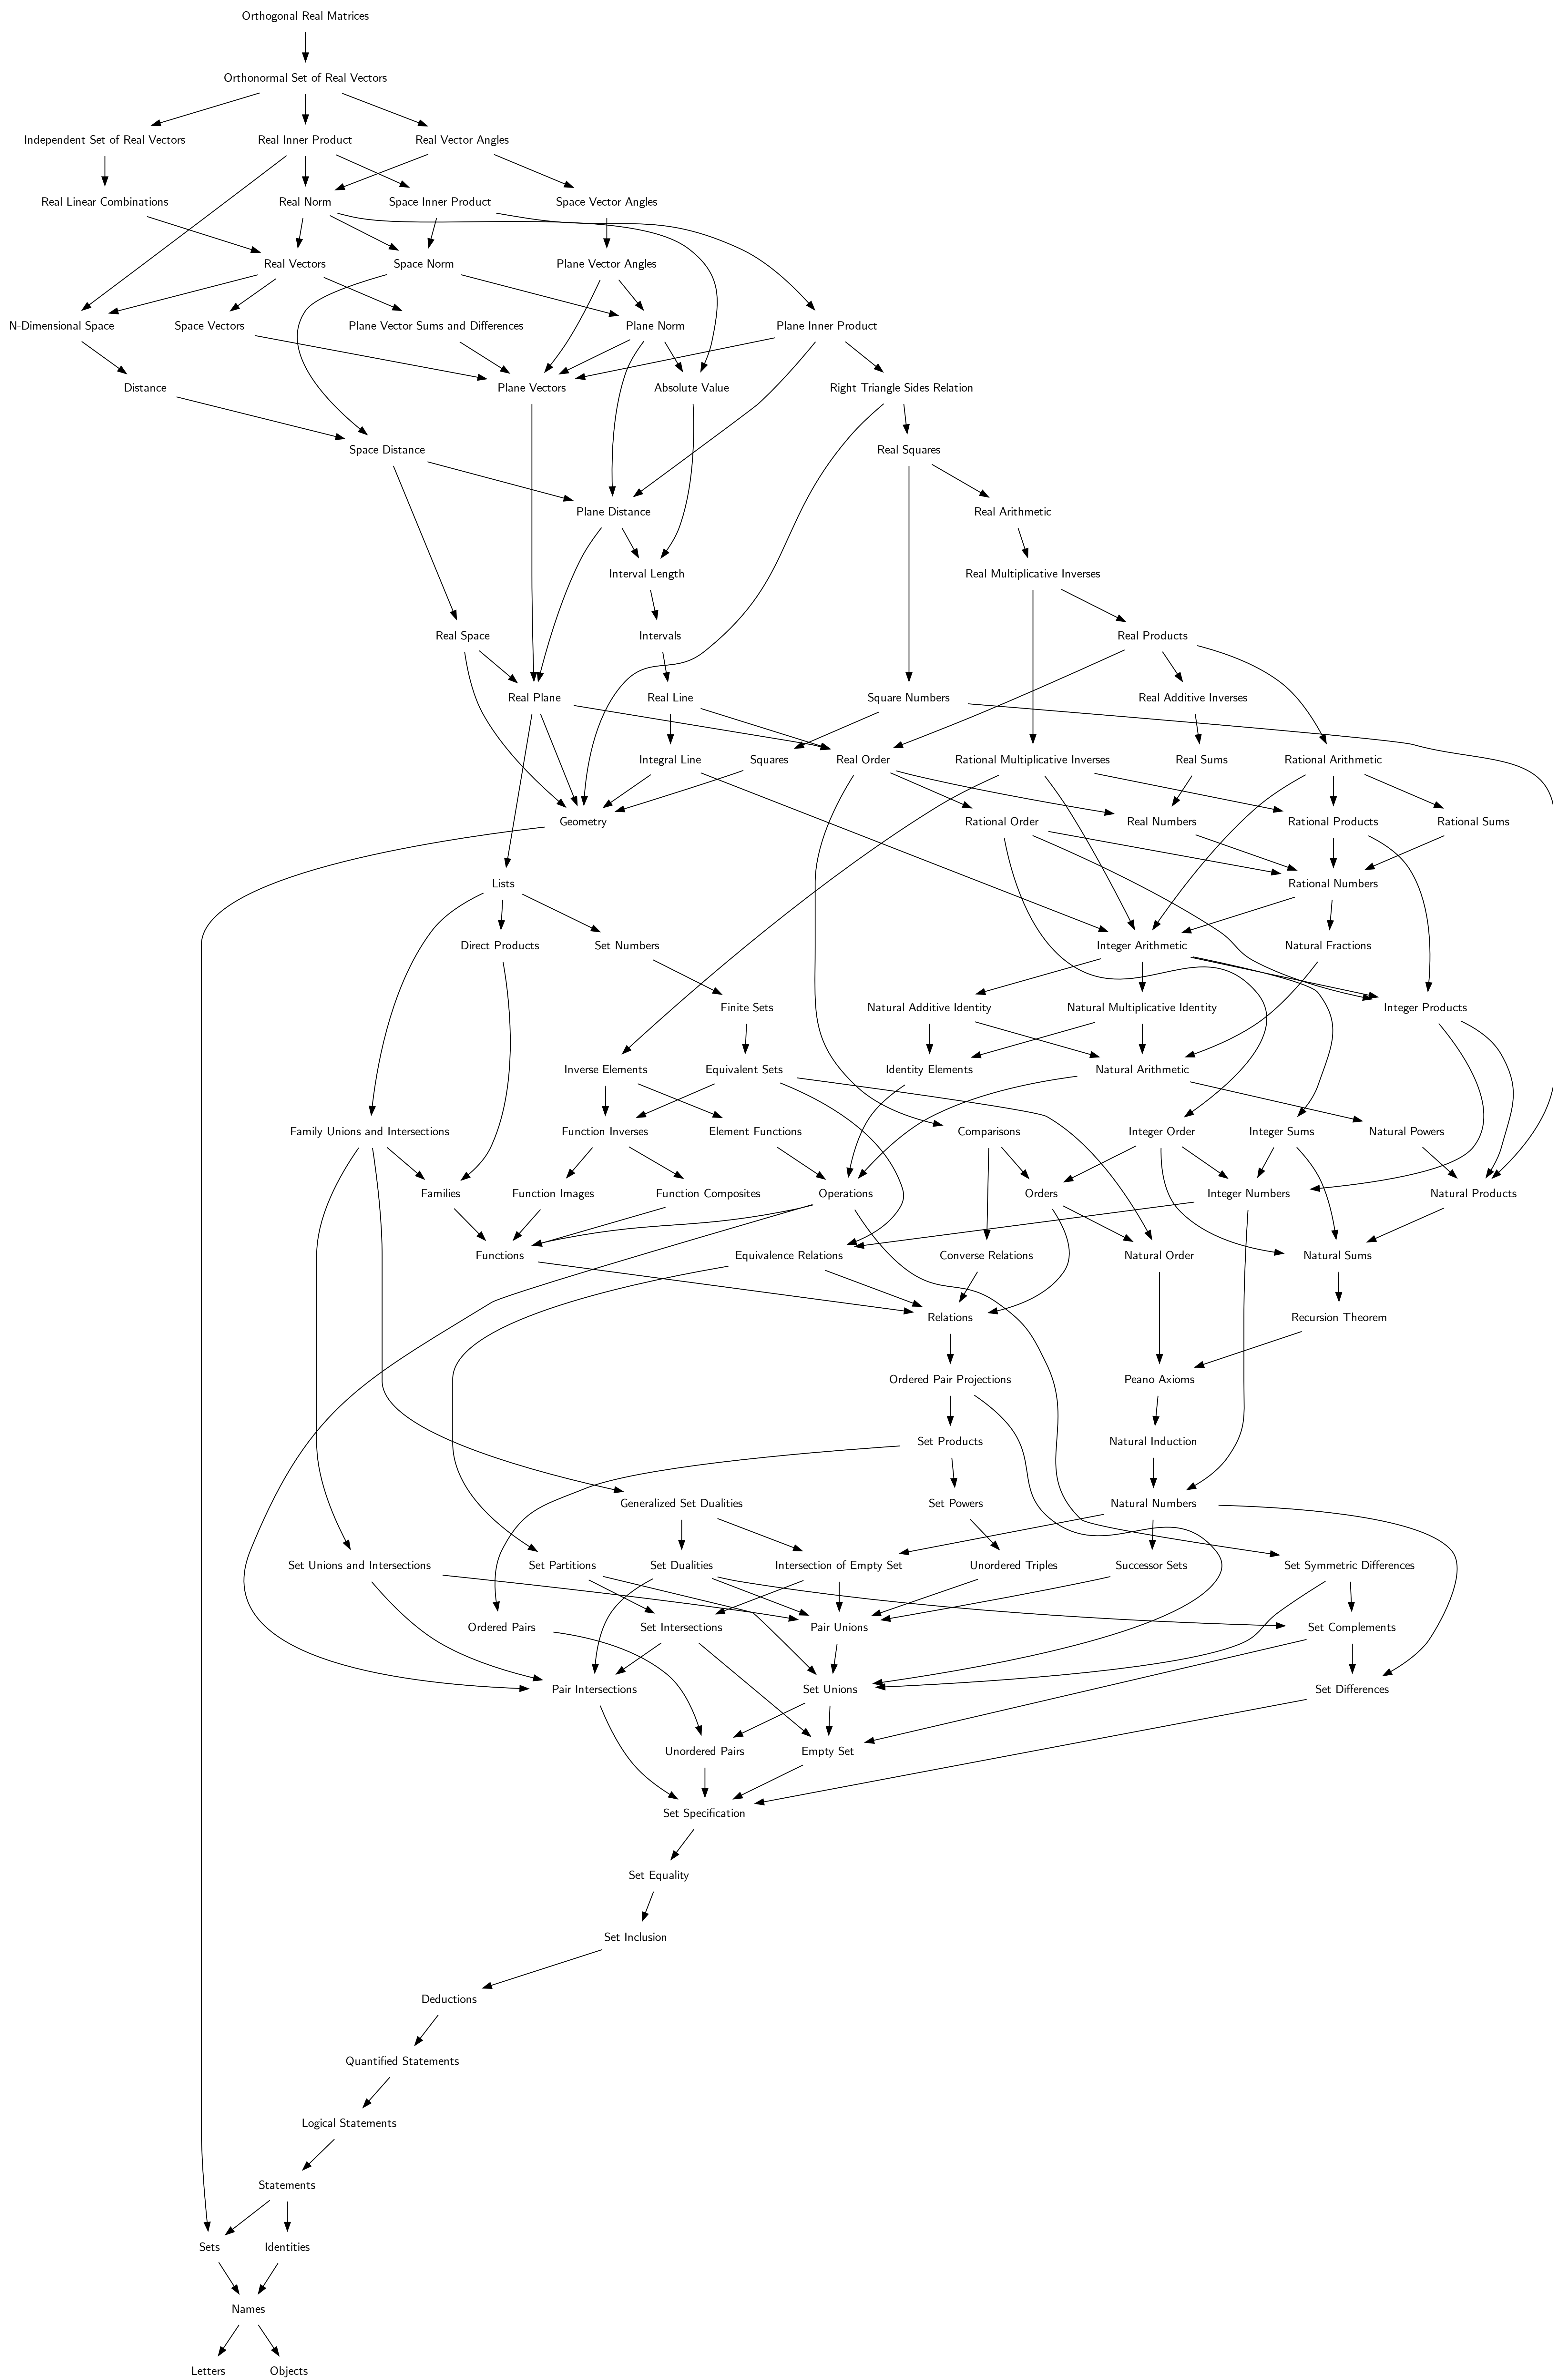 Orthogonal Real Matrices
Orthonormal Set of Real Vectors
Independent Set of Real Vectors
Real Inner Product
Real Vector Angles
Real Linear Combinations
Real Norm
Space Inner Product
Space Vector Angles
Real Vectors
Space Norm
Plane Vector Angles
N-Dimensional Space
Space Vectors
Plane Vector Sums and Differences
Plane Norm
Plane Inner Product
Distance
Plane Vectors
Absolute Value
Right Triangle Sides Relation
Space Distance
Real Squares
Plane Distance
Real Arithmetic
Interval Length
Real Multiplicative Inverses
Real Space
Intervals
Real Products
Real Plane
Real Line
Square Numbers
Real Additive Inverses
Integral Line
Squares
Real Order
Rational Multiplicative Inverses
Real Sums
Rational Arithmetic
Geometry
Rational Order
Real Numbers
Rational Products
Rational Sums
Lists
Rational Numbers
Direct Products
Set Numbers
Integer Arithmetic
Natural Fractions
Finite Sets
Natural Additive Identity
Natural Multiplicative Identity
Integer Products
Inverse Elements
Equivalent Sets
Identity Elements
Natural Arithmetic
Family Unions and Intersections
Function Inverses
Element Functions
Comparisons
Integer Order
Integer Sums
Natural Powers
Families
Function Images
Function Composites
Operations
Orders
Integer Numbers
Natural Products
Functions
Equivalence Relations
Converse Relations
Natural Order
Natural Sums
Relations
Recursion Theorem
Ordered Pair Projections
Peano Axioms
Set Products
Natural Induction
Generalized Set Dualities
Set Powers
Natural Numbers
Set Unions and Intersections
Set Partitions
Set Dualities
Intersection of Empty Set
Unordered Triples
Successor Sets
Set Symmetric Differences
Ordered Pairs
Set Intersections
Pair Unions
Set Complements
Pair Intersections
Set Unions
Set Differences
Unordered Pairs
Empty Set
Set Specification
Set Equality
Set Inclusion
Deductions
Quantified Statements
Logical Statements
Statements
Sets
Identities
Names
Letters
Objects